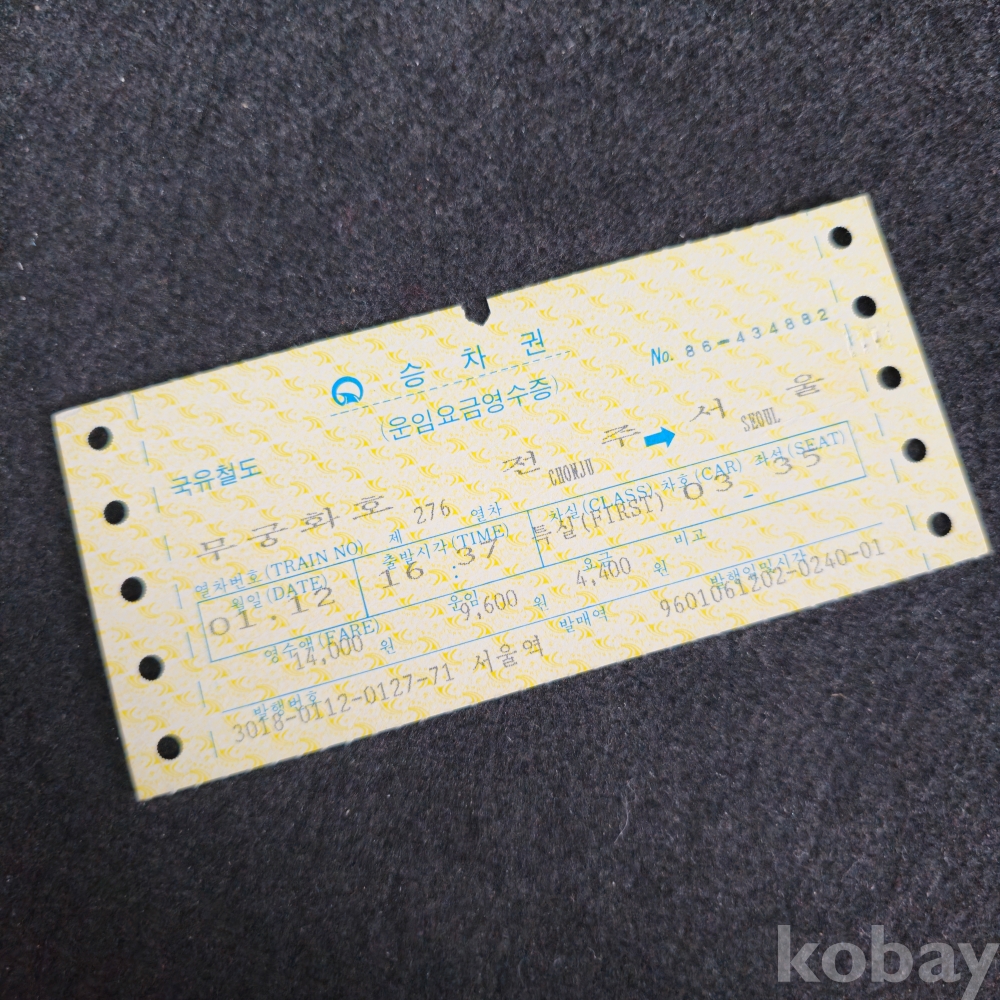 승 차 권
No. 86-434882
(운임요금영수증)
국유철도
전 주 서 울
CHONJU SEOUL
무궁화호 제 276 열차
열차번호(TRAIN NO) 출발시각(TIME) 차실(CLASS) 차호(CAR) 좌석(SEAT)
월일(DATE)
01.12 16:37 특실(FIRST) 03 - 35
영수액(FARE) 운임 요금 비고
14,000 원 9,600 원 4,400 원
발행번호 발매역 발행일및시각
3018-0112-0127-71 서울역 9601061202-0240-01
kobay